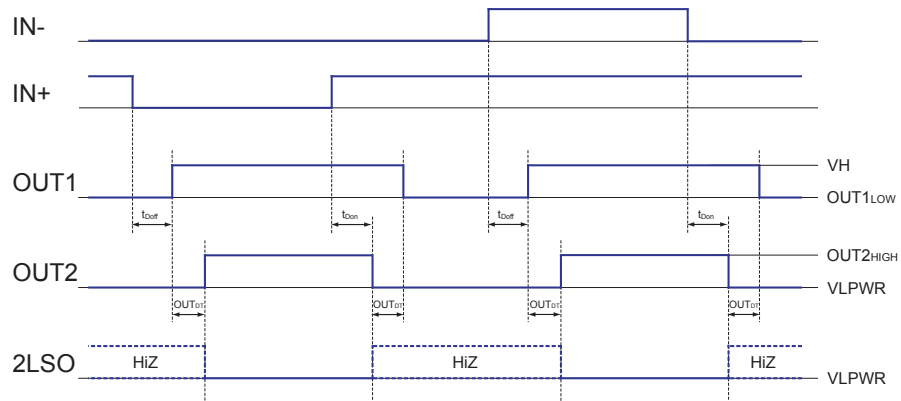 IN-
IN+
OUT1
VH
OUT1LOW
tDoff
tDon
tDoff
tDon
OUT2
OUT2HIGH
VLPWR
OUTDT
OUTDT
OUTDT
OUTDT
2LSO
HiZ
HiZ
HiZ
VLPWR